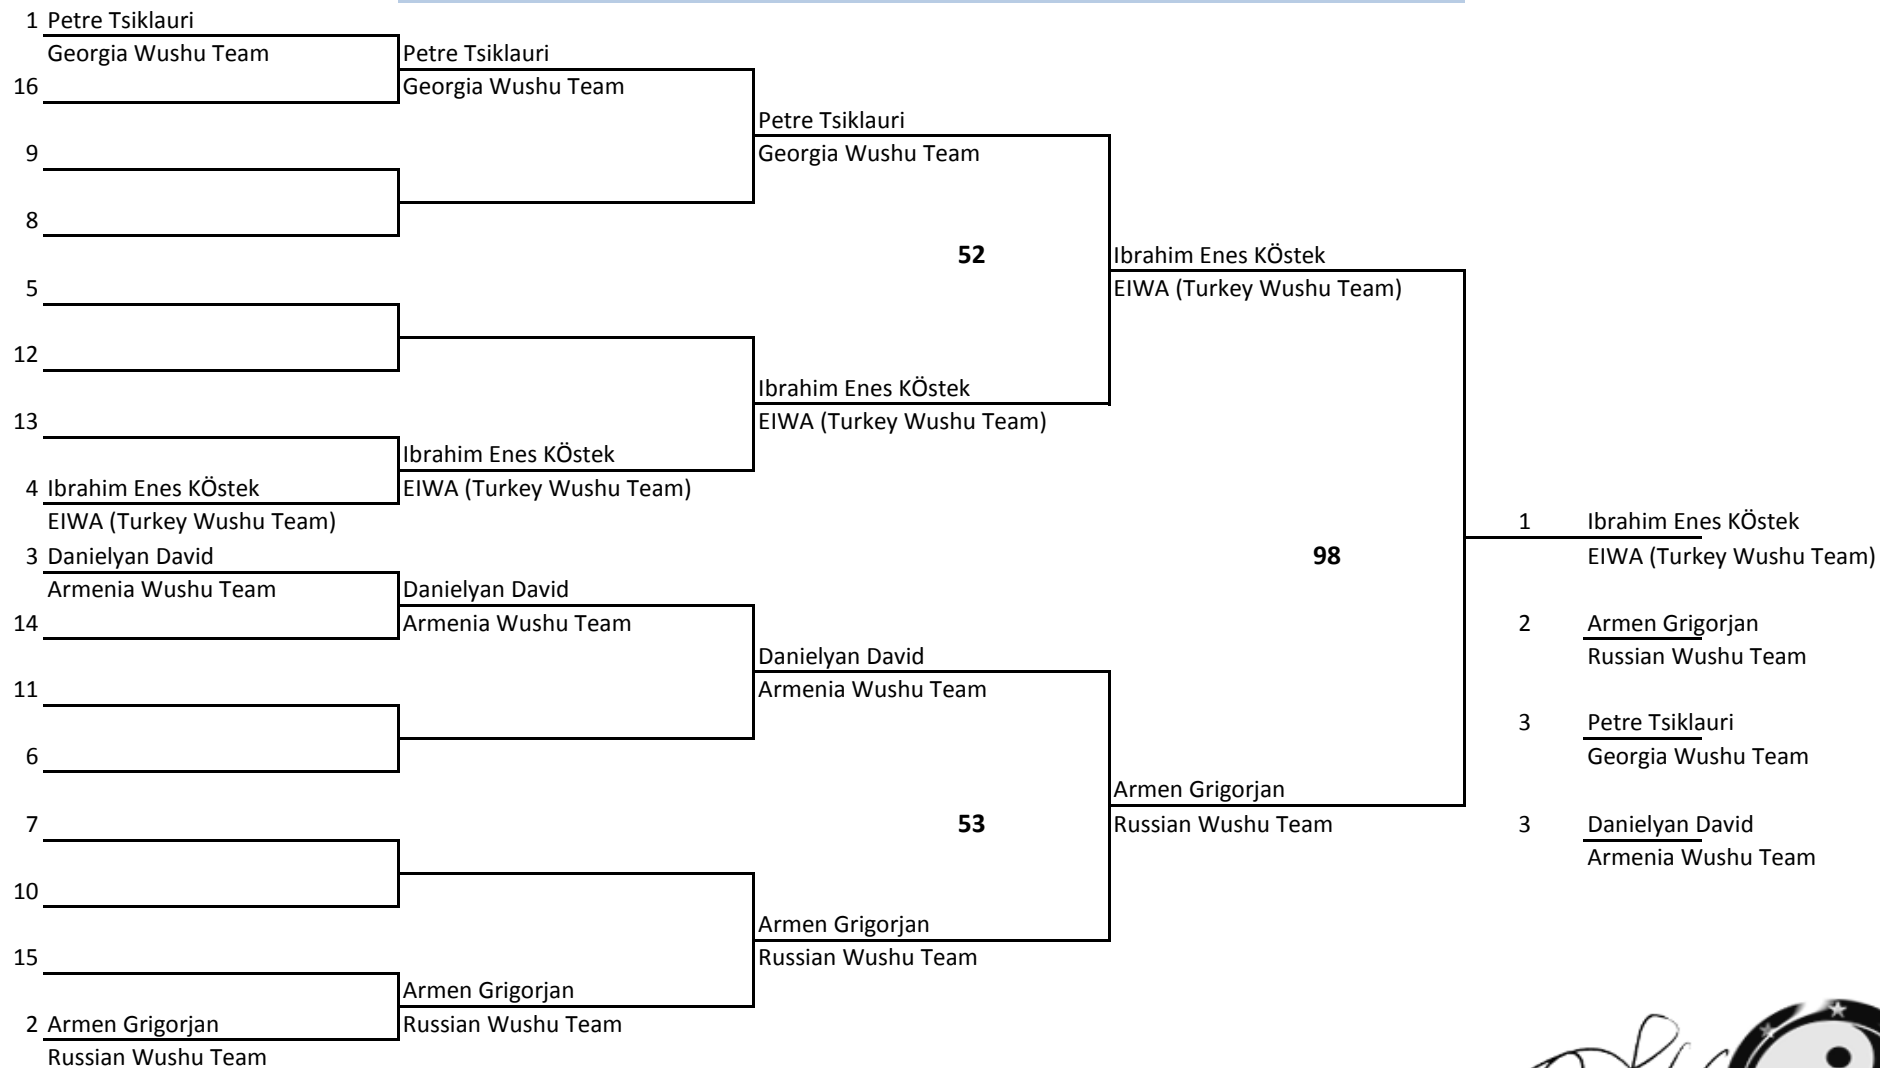 1 Petre Tsiklauri
Georgia Wushu Team
Petre Tsiklauri
16
Georgia Wushu Team
Petre Tsiklauri
9
Georgia Wushu Team
8
52
Ibrahim Enes KÖstek
5
EIWA (Turkey Wushu Team)
12
Ibrahim Enes KÖstek
13
EIWA (Turkey Wushu Team)
Ibrahim Enes KÖstek
4 Ibrahim Enes KÖstek
EIWA (Turkey Wushu Team)
EIWA (Turkey Wushu Team)
1 Ibrahim Enes KÖstek
3 Danielyan David
98
EIWA (Turkey Wushu Team)
Armenia Wushu Team
Danielyan David
14
Armenia Wushu Team
2 Armen Grigorjan
Danielyan David
Russian Wushu Team
11
Armenia Wushu Team
3 Petre Tsiklauri
6
Georgia Wushu Team
Armen Grigorjan
7
53
Russian Wushu Team
3 Danielyan David
Armenia Wushu Team
10
Armen Grigorjan
15
Russian Wushu Team
Armen Grigorjan
2 Armen Grigorjan
Russian Wushu Team
Russian Wushu Team